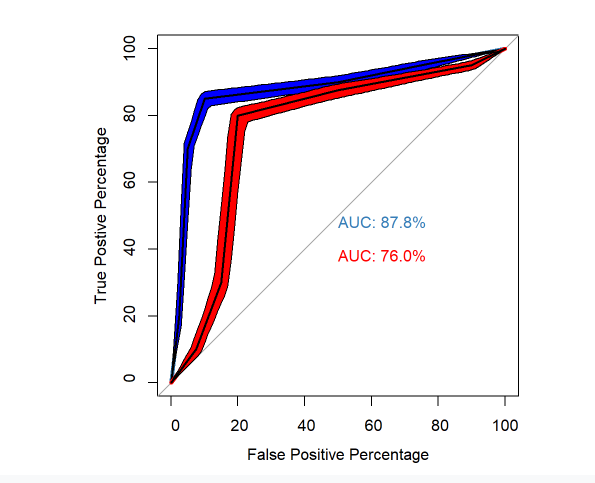 100
80
60
40
20
0
True Postive Percentage
AUC: 87.8%
AUC: 76.0%
0 20 40 60 80 100
False Positive Percentage